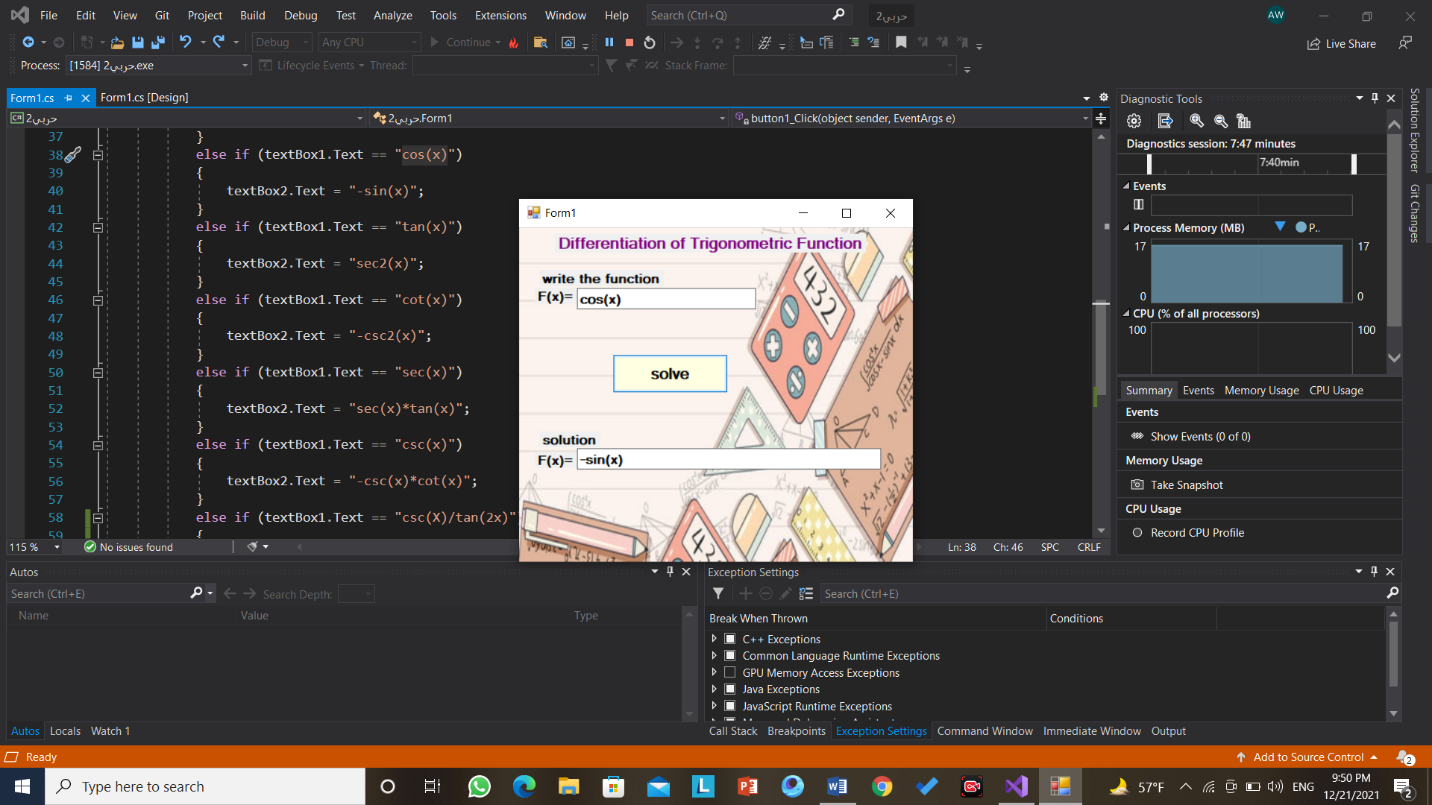 File Edit View Git Project Build Debug Test Analyze Tools Extensions Window Help Search (Ctrl+Q) حربي2 AW
Debug Any CPU Continue Live Share
Process: [1584] حربي2.exe Lifecycle Events Thread: Stack Frame:
Form1.cs Form1.cs [Design]
حربي2 حربي2.Form1 button1_Click(object sender, EventArgs e)
37 }
38 else if (textBox1.Text == "cos(x)")
39 {
40 textBox2.Text = "-sin(x)";
41 }
42 else if (textBox1.Text == "tan(x)")
43 {
44 textBox2.Text = "sec2(x)";
45 }
46 else if (textBox1.Text == "cot(x)")
47 {
48 textBox2.Text = "-csc2(x)";
49 }
50 else if (textBox1.Text == "sec(x)")
51 {
52 textBox2.Text = "sec(x)*tan(x)";
53 }
54 else if (textBox1.Text == "csc(x)")
55 {
56 textBox2.Text = "-csc(x)*cot(x)";
57 }
58 else if (textBox1.Text == "csc(X)/tan(2x)"
59 {
115 % No issues found Ln: 38 Ch: 46 SPC CRLF
Form1
Differentiation of Trigonometric Function
write the function
F(x)= cos(x)
solve
solution
F(x)= -sin(x)
432
Diagnostic Tools
Diagnostics session: 7:47 minutes
7:40min
Events
Process Memory (MB) P..
17 17
0 0
CPU (% of all processors)
100 100
Summary Events Memory Usage CPU Usage
Events
Show Events (0 of 0)
Memory Usage
Take Snapshot
CPU Usage
Record CPU Profile
Solution Explorer
Git Changes
Autos
Search (Ctrl+E) Search Depth:
Name Value Type
Autos Locals Watch 1
Exception Settings
Search (Ctrl+E)
Break When Thrown Conditions
C++ Exceptions
Common Language Runtime Exceptions
GPU Memory Access Exceptions
Java Exceptions
JavaScript Runtime Exceptions
Call Stack Breakpoints Exception Settings Command Window Immediate Window Output
Ready Add to Source Control 2
Type here to search 57°F ENG 9:50 PM
12/21/2021 2